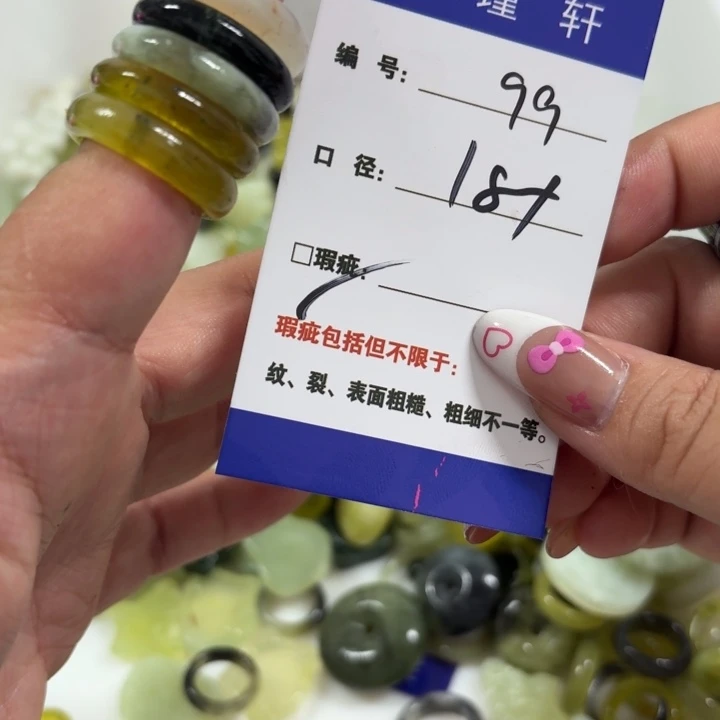 瑾轩
编 号: 99
口 径: 18+
□瑕疵:
瑕疵包括但不限于:
纹、裂、表面粗糙、粗细不一等。